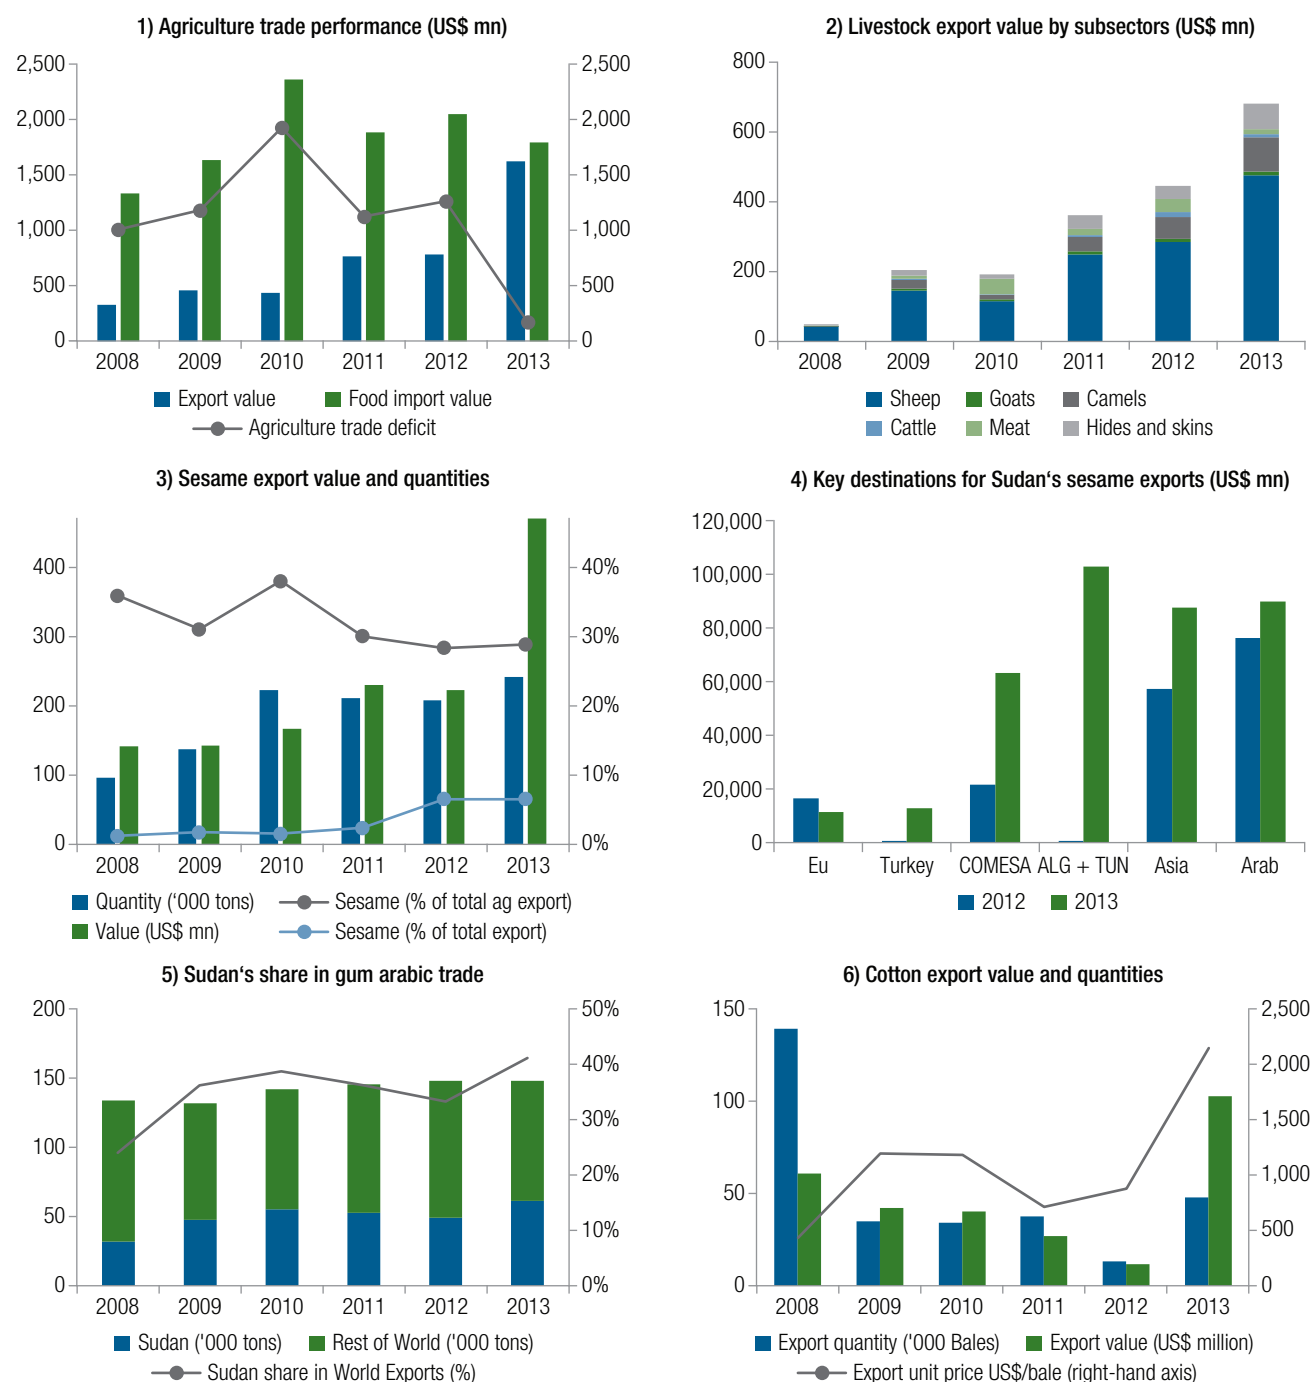 1) Agriculture trade performance (US$ mn)
2,500
2,000
1,500
1,000
500
0
2,500
2,000
1,500
1,000
500
0
2008 2009 2010 2011 2012 2013
Export value Food import value
Agriculture trade deficit
2) Livestock export value by subsectors (US$ mn)
800
600
400
200
0
2008 2009 2010 2011 2012 2013
Sheep Goats Camels
Cattle Meat Hides and skins
3) Sesame export value and quantities
400
300
200
100
0
40%
30%
20%
10%
0%
2008 2009 2010 2011 2012 2013
Quantity (‘000 tons) Sesame (% of total ag export)
Value (US$ mn) Sesame (% of total export)
4) Key destinations for Sudan‘s sesame exports (US$ mn)
120,000
100,000
80,000
60,000
40,000
20,000
0
Eu Turkey COMESA ALG + TUN Asia Arab
2012 2013
5) Sudan‘s share in gum arabic trade
200
150
100
50
0
50%
40%
30%
20%
10%
0%
2008 2009 2010 2011 2012 2013
Sudan ('000 tons) Rest of World ('000 tons)
Sudan share in World Exports (%)
6) Cotton export value and quantities
150
100
50
0
2,500
2,000
1,500
1,000
500
0
2008 2009 2010 2011 2012 2013
Export quantity ('000 Bales) Export value (US$ million)
Export unit price US$/bale (right-hand axis)